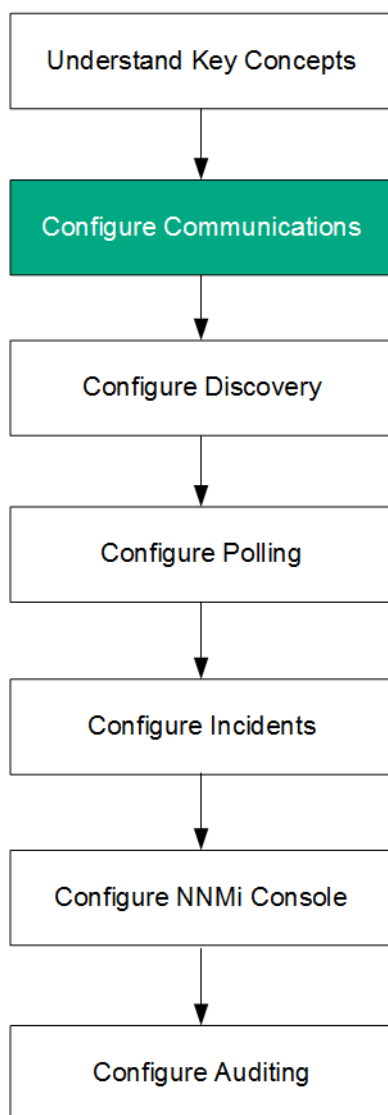 Understand Key Concepts
Configure Communications
Configure Discovery
Configure Polling
Configure Incidents
Configure NNMi Console
Configure Auditing